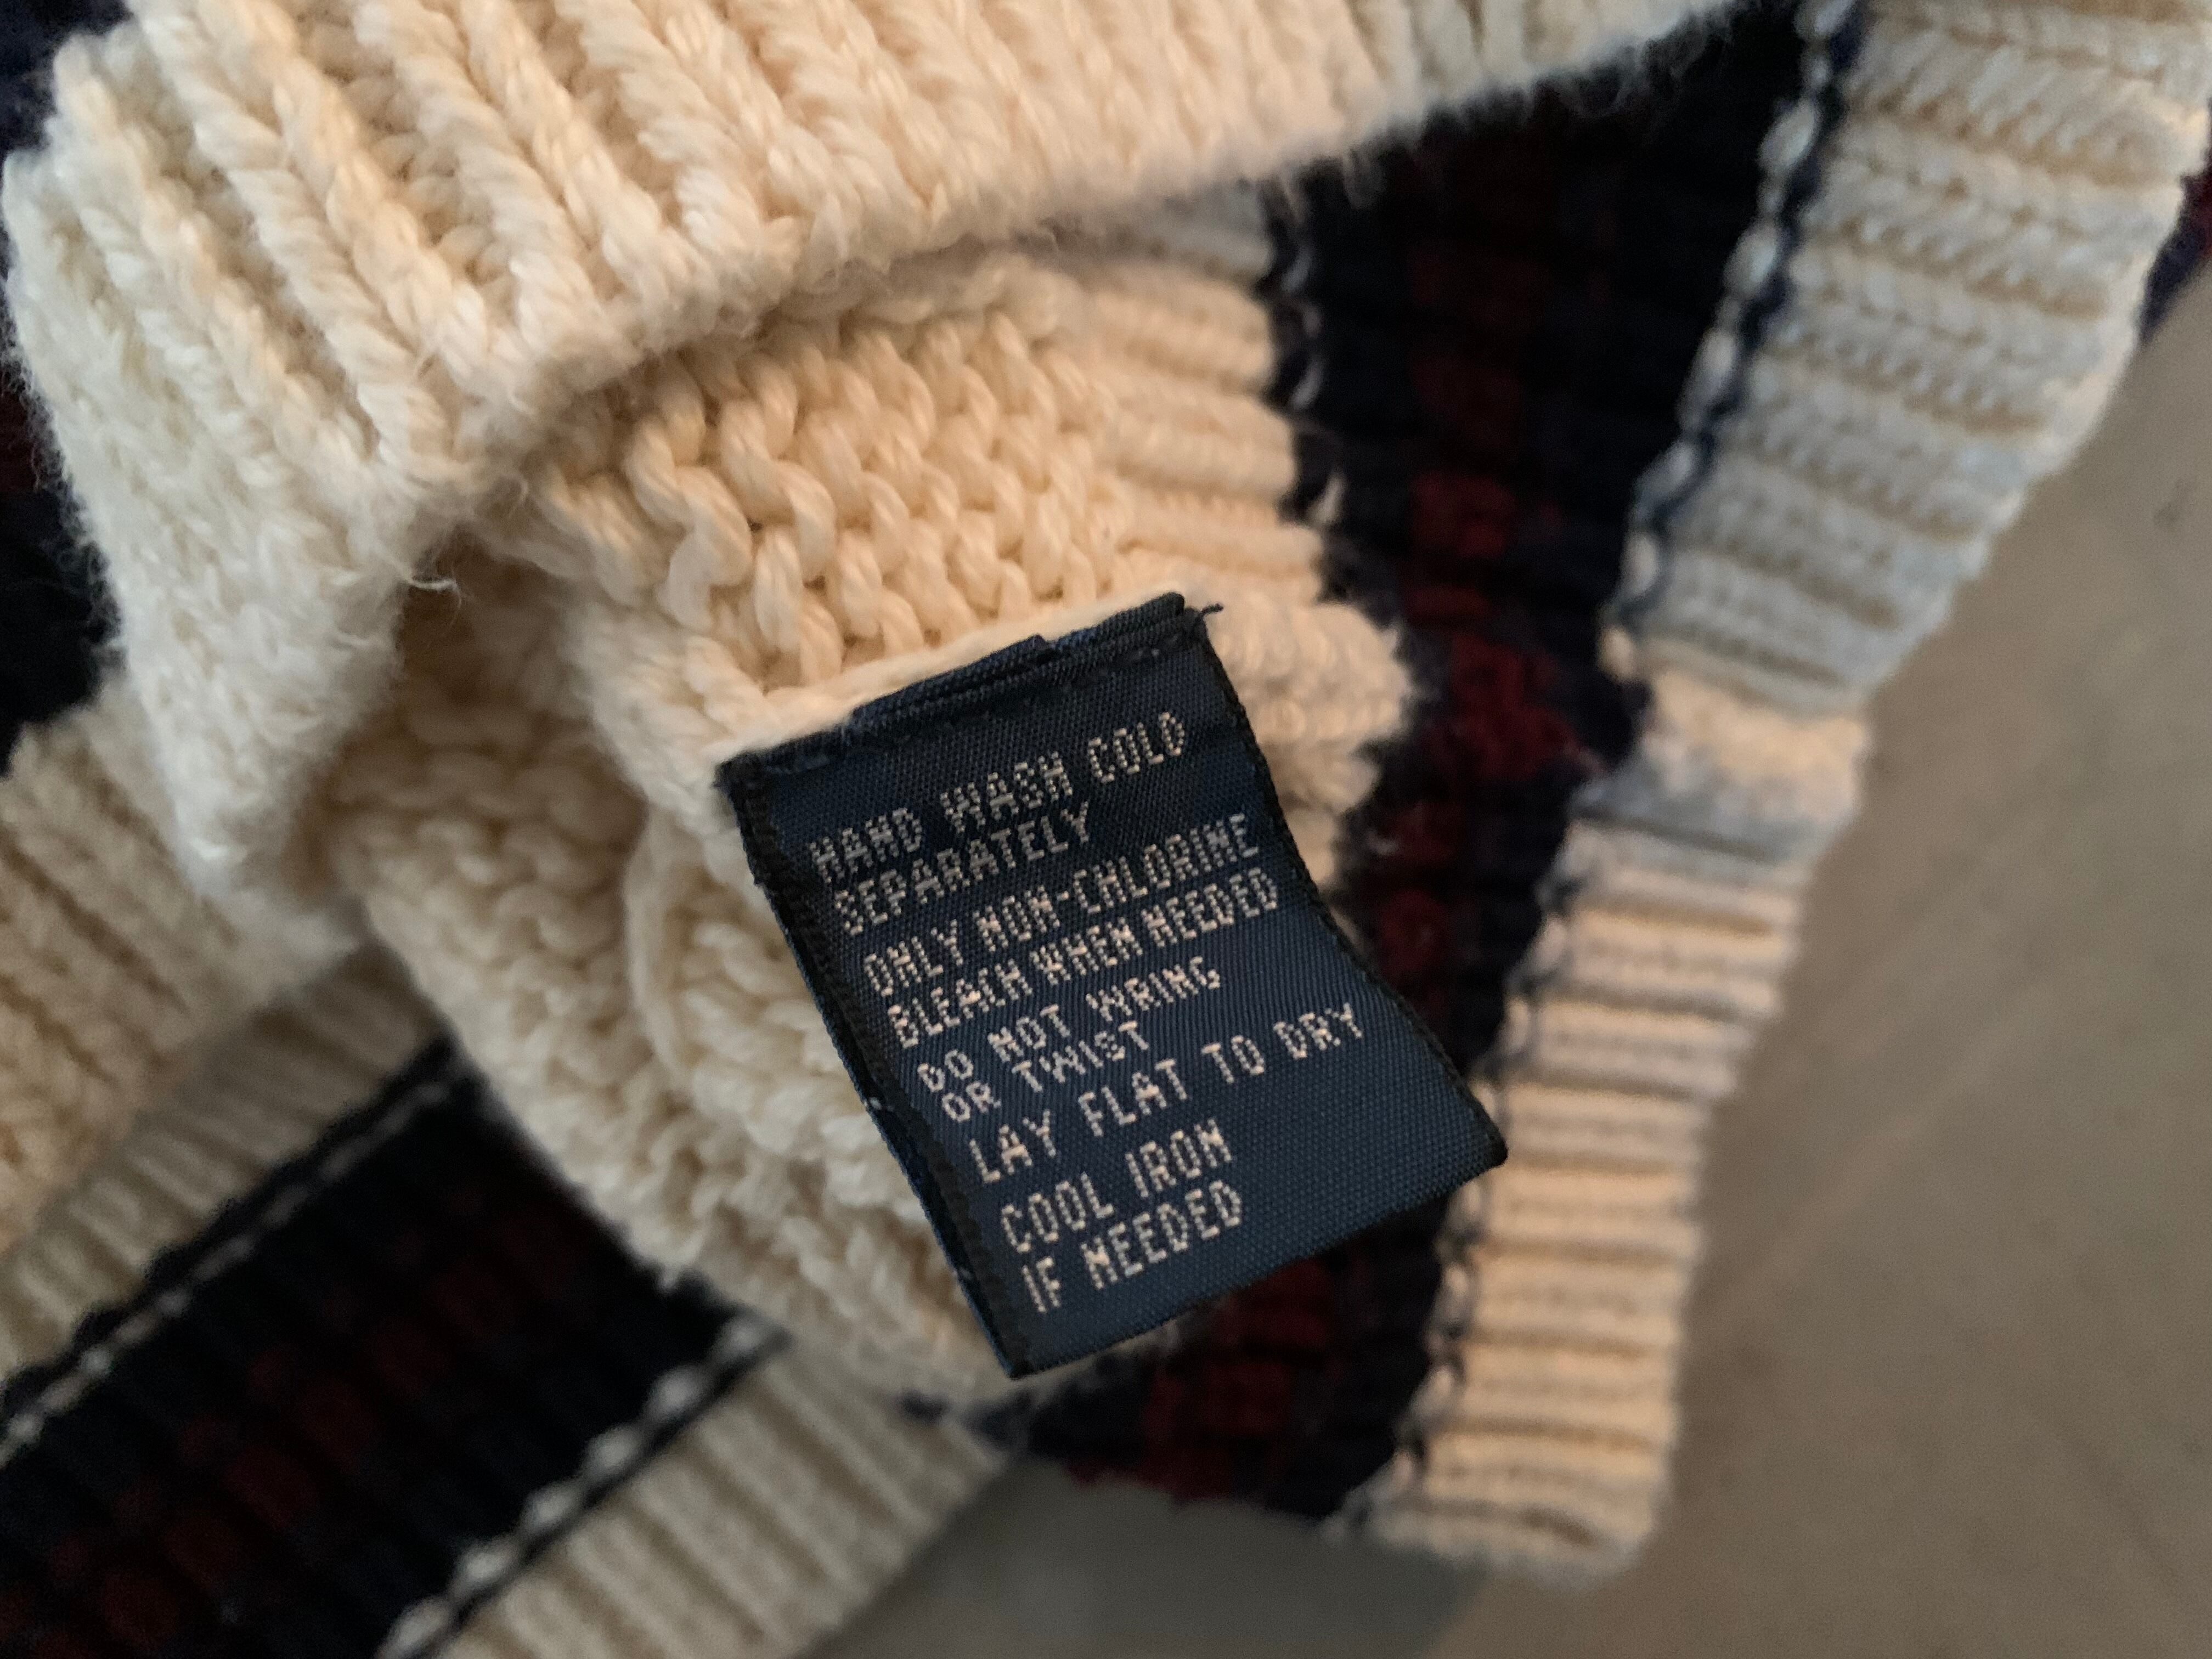 HAND WASH COLD
SEPARATELY
ONLY NON-CHLORINE
BLEACH WHEN NEEDED
DO NOT WRING
OR TWIST
LAY FLAT TO DRY
COOL IRON
IF NEEDED